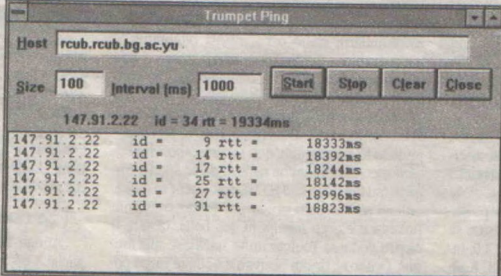 Trumpet Ping
Host rcub.rcub.bg.ac.yu
Size 100 Interval (ms) 1000 Start Stop Clear Close
147.91.2.22 id = 34 rtt = 19334ms
147.91.2.22 id = 9 rtt = 18333ms
147.91.2.22 id = 14 rtt = 18392ms
147.91.2.22 id = 17 rtt = 18244ms
147.91.2.22 id = 25 rtt = 18142ms
147.91.2.22 id = 27 rtt = 18996ms
147.91.2.22 id = 31 rtt = 18823ms